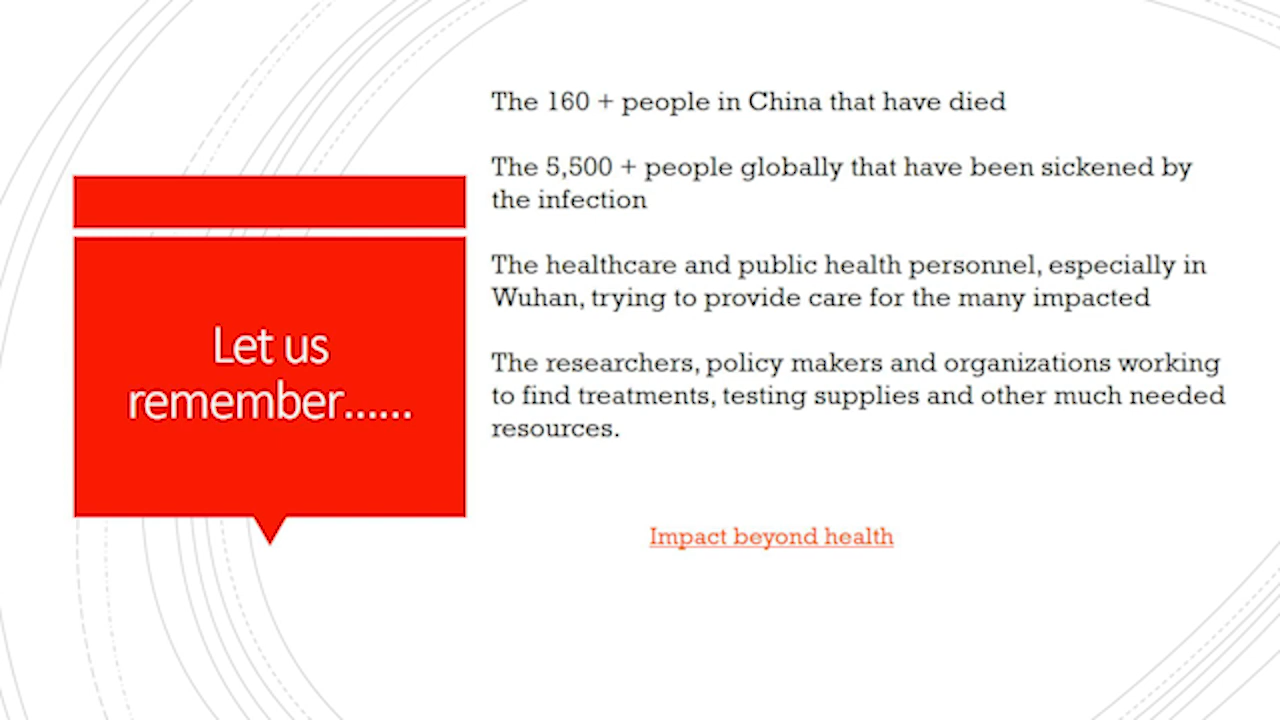 Let us
remember......
The 160 + people in China that have died
The 5,500 + people globally that have been sickened by
the infection
The healthcare and public health personnel, especially in
Wuhan, trying to provide care for the many impacted
The researchers, policy makers and organizations working
to find treatments, testing supplies and other much needed
resources.
Impact beyond health